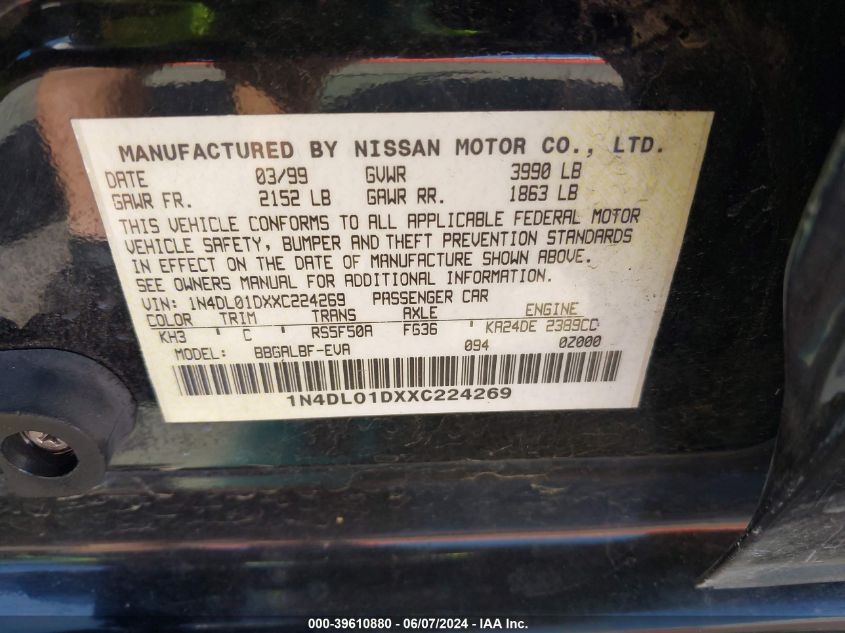 MANUFACTURED BY NISSAN MOTOR CO., LTD.
DATE 03/99 GVWR 3990 LB
GAWR FR. 2152 LB GAWR RR. 1863 LB
THIS VEHICLE CONFORMS TO ALL APPLICABLE FEDERAL MOTOR
VEHICLE SAFETY, BUMPER AND THEFT PREVENTION STANDARDS
IN EFFECT ON THE DATE OF MANUFACTURE SHOWN ABOVE.
SEE OWNERS MANUAL FOR ADDITIONAL INFORMATION.
VIN: 1N4DL01DXXC224269 PASSENGER CAR
COLOR TRIM TRANS AXLE ENGINE
KH3 ' C ' RS5F50A FG36 ' KA24DE 2389CC
MODEL: BBGALBF-EVA 094 0Z000
1N4DL01DXXC224269
000-39610880 - 06/07/2024 - IAA Inc.